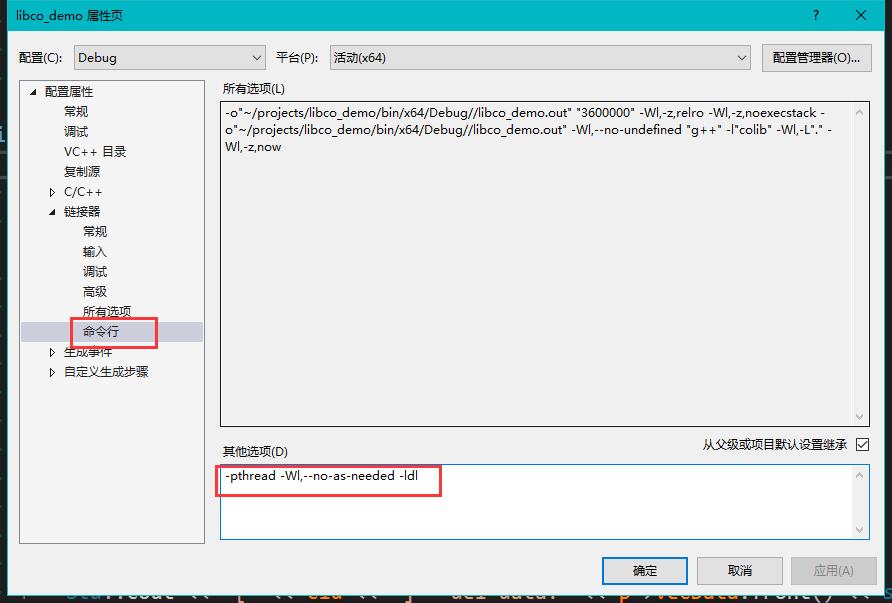 libco_demo 属性页
配置(C): Debug 平台(P): 活动(x64) 配置管理器(O)...
配置属性
常规
调试
VC++ 目录
复制源
C/C++
链接器
常规
输入
调试
高级
所有选项
命令行
生成事件
自定义生成步骤
所有选项(L)
-o"~/projects/libco_demo/bin/x64/Debug//libco_demo.out" "3600000" -Wl,-z,relro -Wl,-z,noexecstack -
o"~/projects/libco_demo/bin/x64/Debug//libco_demo.out" -Wl,--no-undefined "g++" -l"colib" -Wl,-L"." -
Wl,-z,now
从父级或项目默认设置继承
其他选项(D)
-pthread -Wl,--no-as-needed -ldl
确定 取消 应用(A)